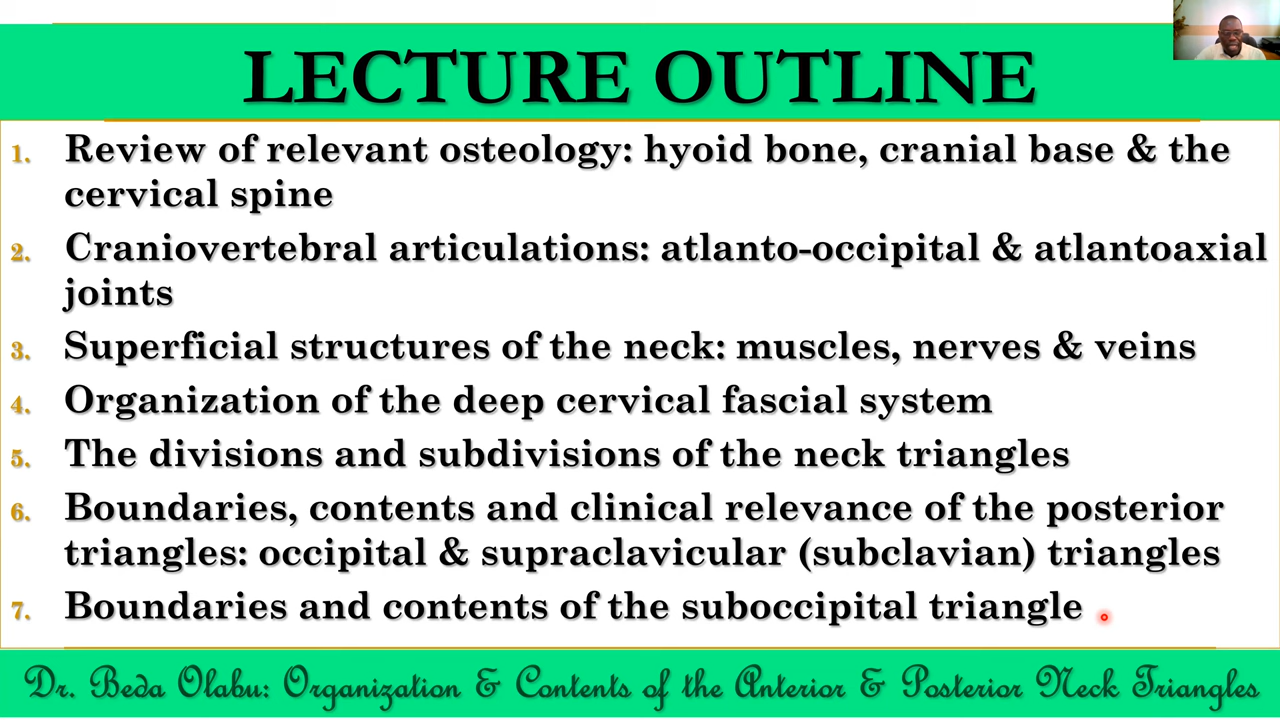 LECTURE OUTLINE
1. Review of relevant osteology: hyoid bone, cranial base & the
cervical spine
2. Craniovertebral articulations: atlanto-occipital & atlantoaxial
joints
3. Superficial structures of the neck: muscles, nerves & veins
4. Organization of the deep cervical fascial system
5. The divisions and subdivisions of the neck triangles
6. Boundaries, contents and clinical relevance of the posterior
triangles: occipital & supraclavicular (subclavian) triangles
7. Boundaries and contents of the suboccipital triangle
Dr. Beda Olabu: Organization & Contents of the Anterior & Posterior Neck Triangles